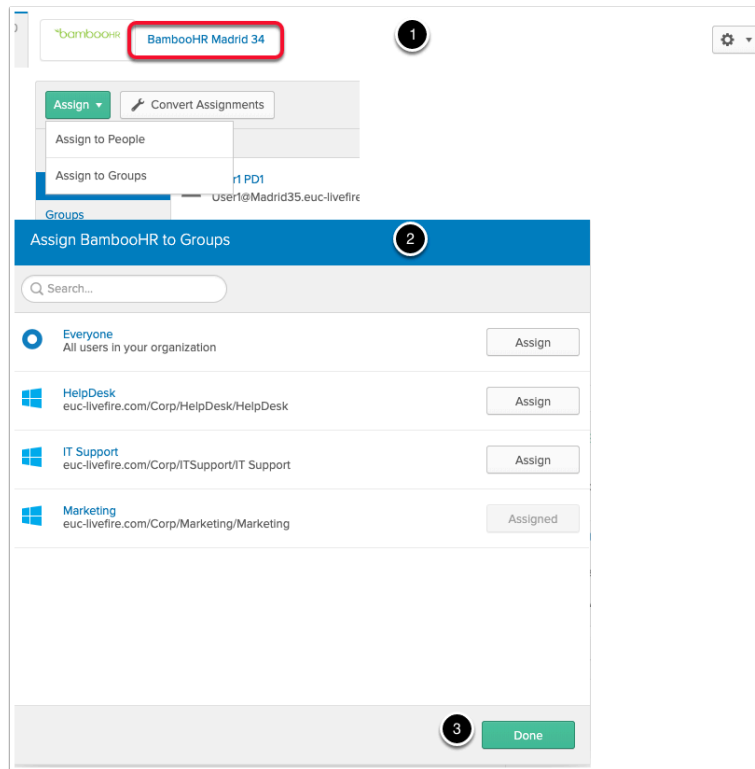 bambooHR
BambooHR Madrid 34
1
Assign
Convert Assignments
Assign to People
Assign to Groups
r1 PD1
User1@Madrid35.euc-livefire
Groups
Assign BambooHR to Groups
2
Search...
Everyone
All users in your organization
Assign
HelpDesk
euc-livefire.com/Corp/HelpDesk/HelpDesk
Assign
IT Support
euc-livefire.com/Corp/ITSupport/IT Support
Assign
Marketing
euc-livefire.com/Corp/Marketing/Marketing
Assigned
3
Done